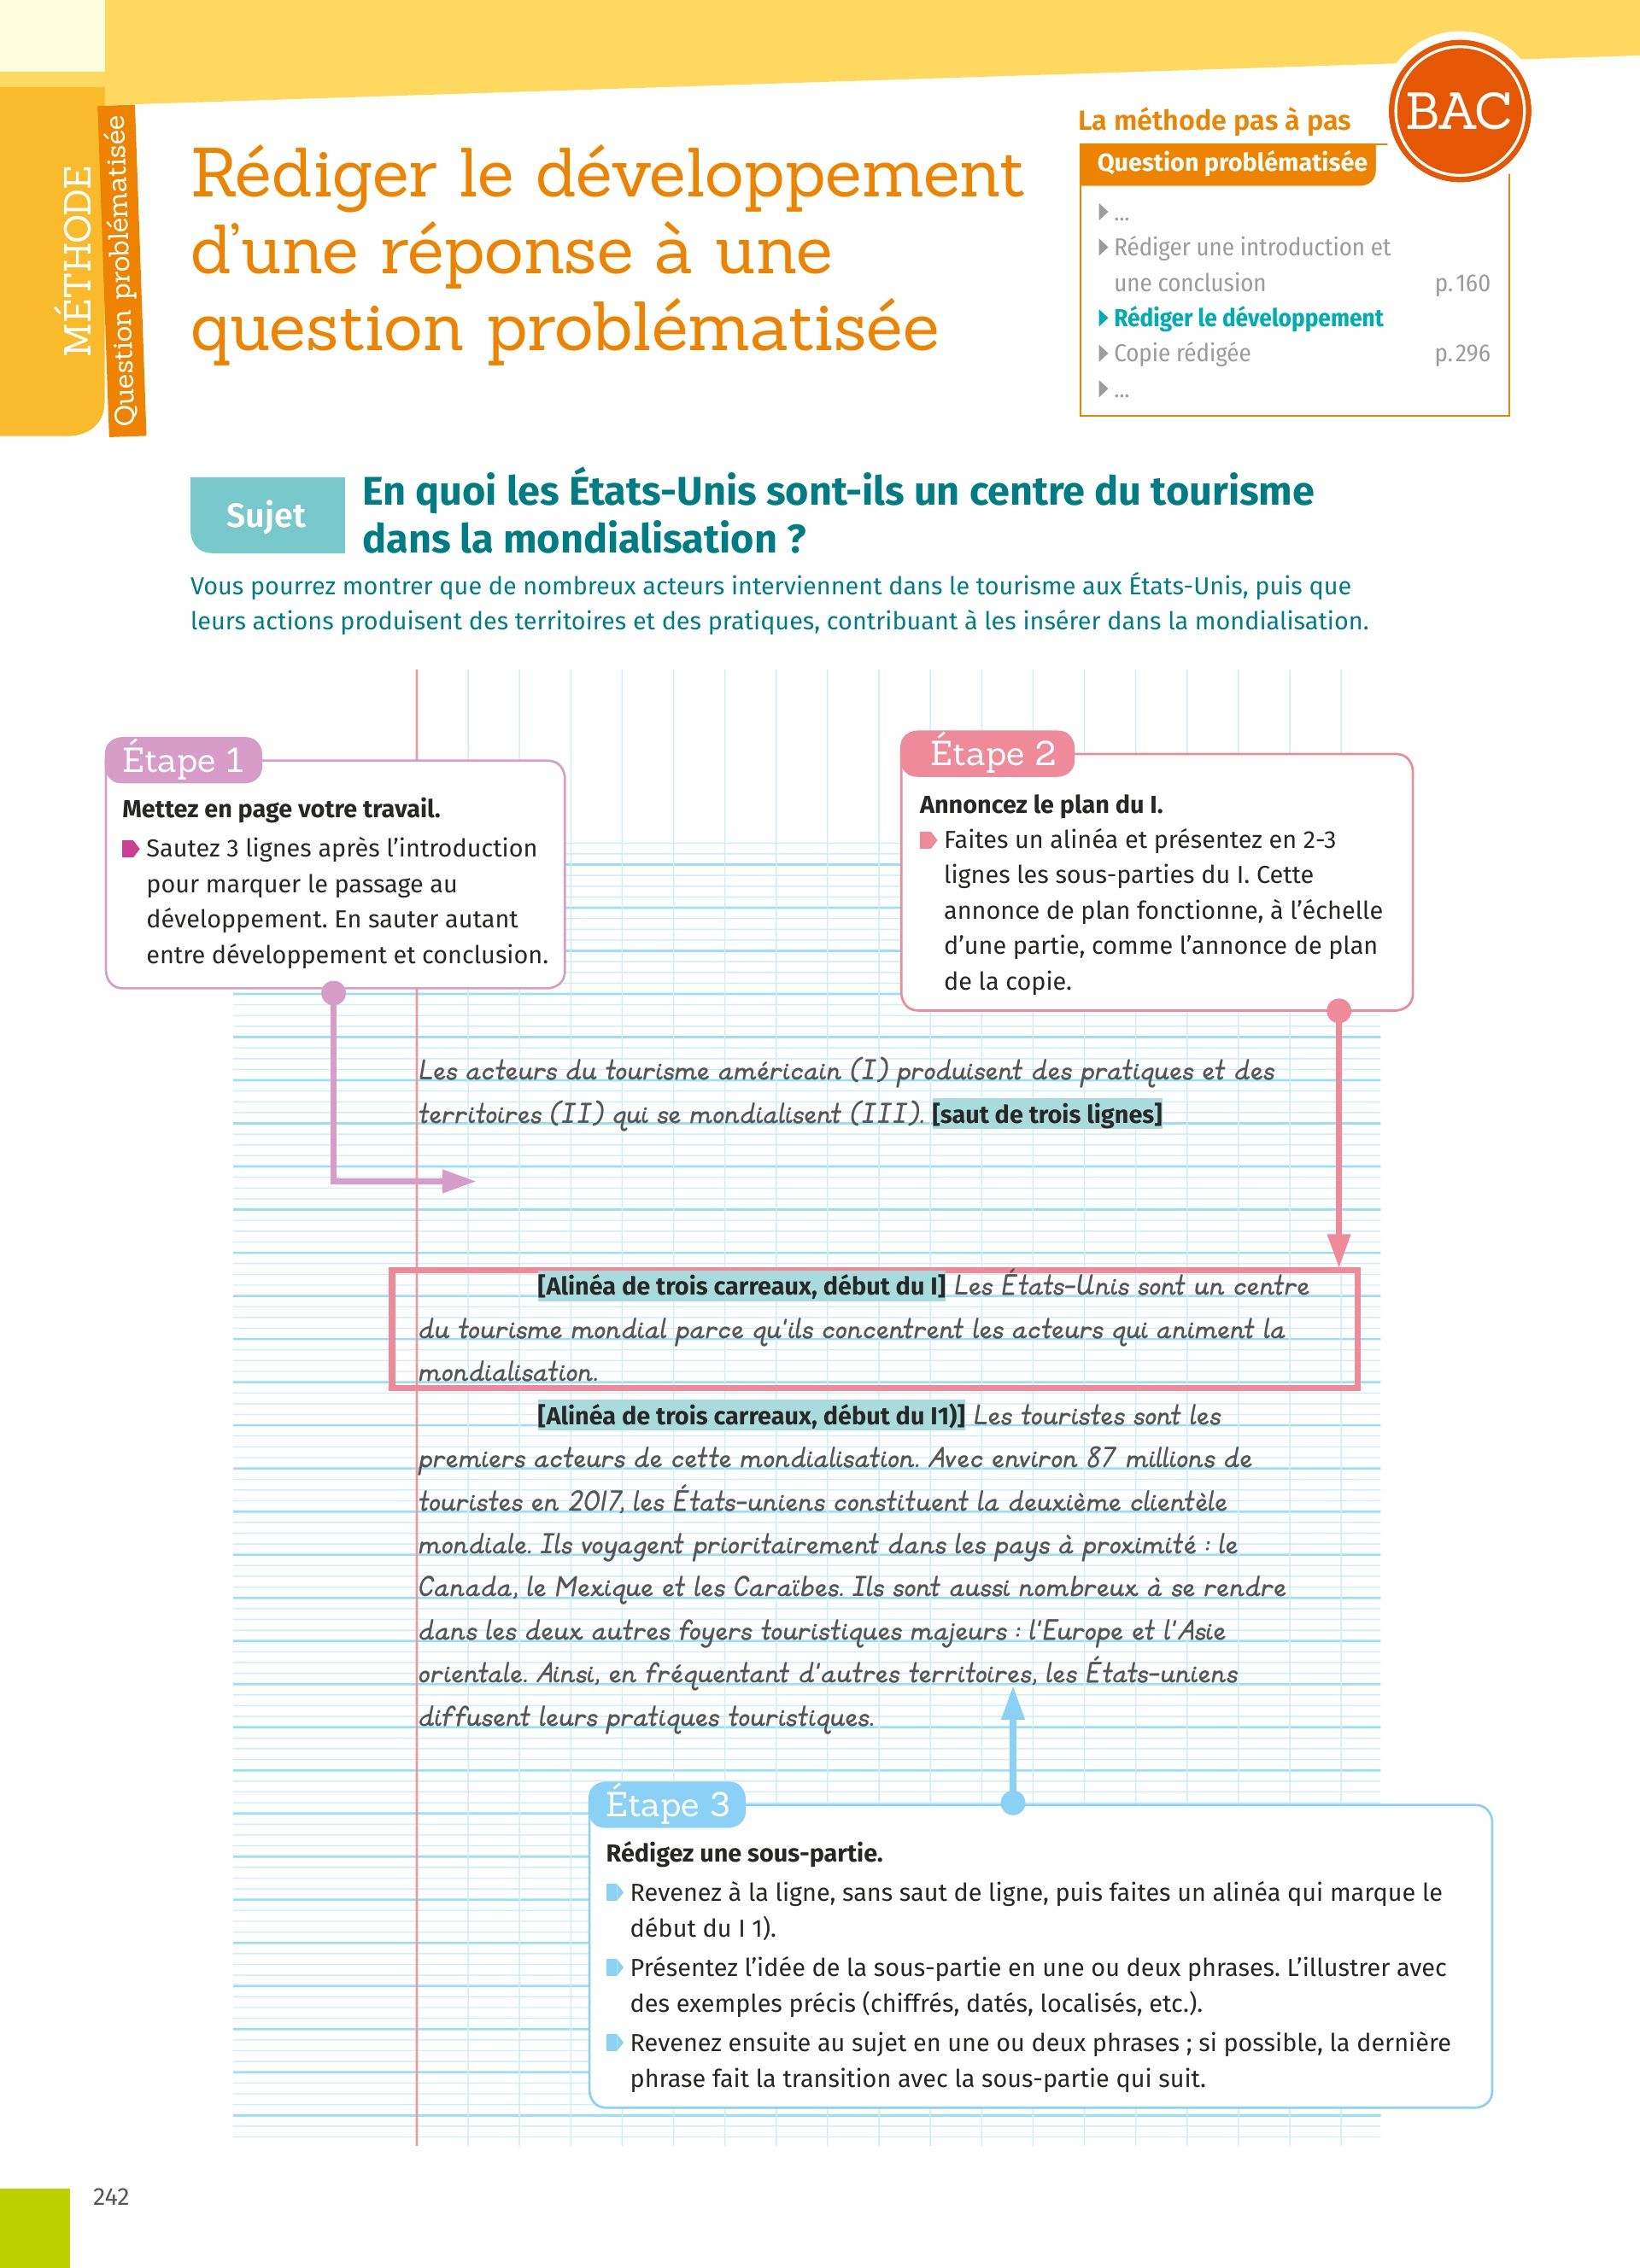 MÉTHODE
Question problématisée
Rédiger le développement
d'une réponse à une
question problématisée
La méthode pas à pas
BAC
Question problématisée
...
Rédiger une introduction et
une conclusion p. 160
Rédiger le développement
Copie rédigée p. 296
...
Sujet
En quoi les États-Unis sont-ils un centre du tourisme
dans la mondialisation ?
Vous pourrez montrer que de nombreux acteurs interviennent dans le tourisme aux États-Unis, puis que
leurs actions produisent des territoires et des pratiques, contribuant à les insérer dans la mondialisation.
Étape 1
Mettez en page votre travail.
Sautez 3 lignes après l'introduction
pour marquer le passage au
développement. En sauter autant
entre développement et conclusion.
Étape 2
Annoncez le plan du I.
Faites un alinéa et présentez en 2-3
lignes les sous-parties du I. Cette
annonce de plan fonctionne, à l'échelle
d'une partie, comme l'annonce de plan
de la copie.
Les acteurs du tourisme américain (I) produisent des pratiques et des
territoires (II) qui se mondialisent (III). [saut de trois lignes]
[Alinéa de trois carreaux, début du I] Les États-Unis sont un centre
du tourisme mondial parce qu'ils concentrent les acteurs qui animent la
mondialisation.
[Alinéa de trois carreaux, début du I1)] Les touristes sont les
premiers acteurs de cette mondialisation. Avec environ 87 millions de
touristes en 2017, les États-uniens constituent la deuxième clientèle
mondiale. Ils voyagent prioritairement dans les pays à proximité : le
Canada, le Mexique et les Caraïbes. Ils sont aussi nombreux à se rendre
dans les deux autres foyers touristiques majeurs : l'Europe et l'Asie
orientale. Ainsi, en fréquentant d'autres territoires, les États-uniens
diffusent leurs pratiques touristiques.
Étape 3
Rédigez une sous-partie.
Revenez à la ligne, sans saut de ligne, puis faites un alinéa qui marque le
début du I 1).
Présentez l'idée de la sous-partie en une ou deux phrases. L'illustrer avec
des exemples précis (chiffrés, datés, localisés, etc.).
Revenez ensuite au sujet en une ou deux phrases ; si possible, la dernière
phrase fait la transition avec la sous-partie qui suit.
242